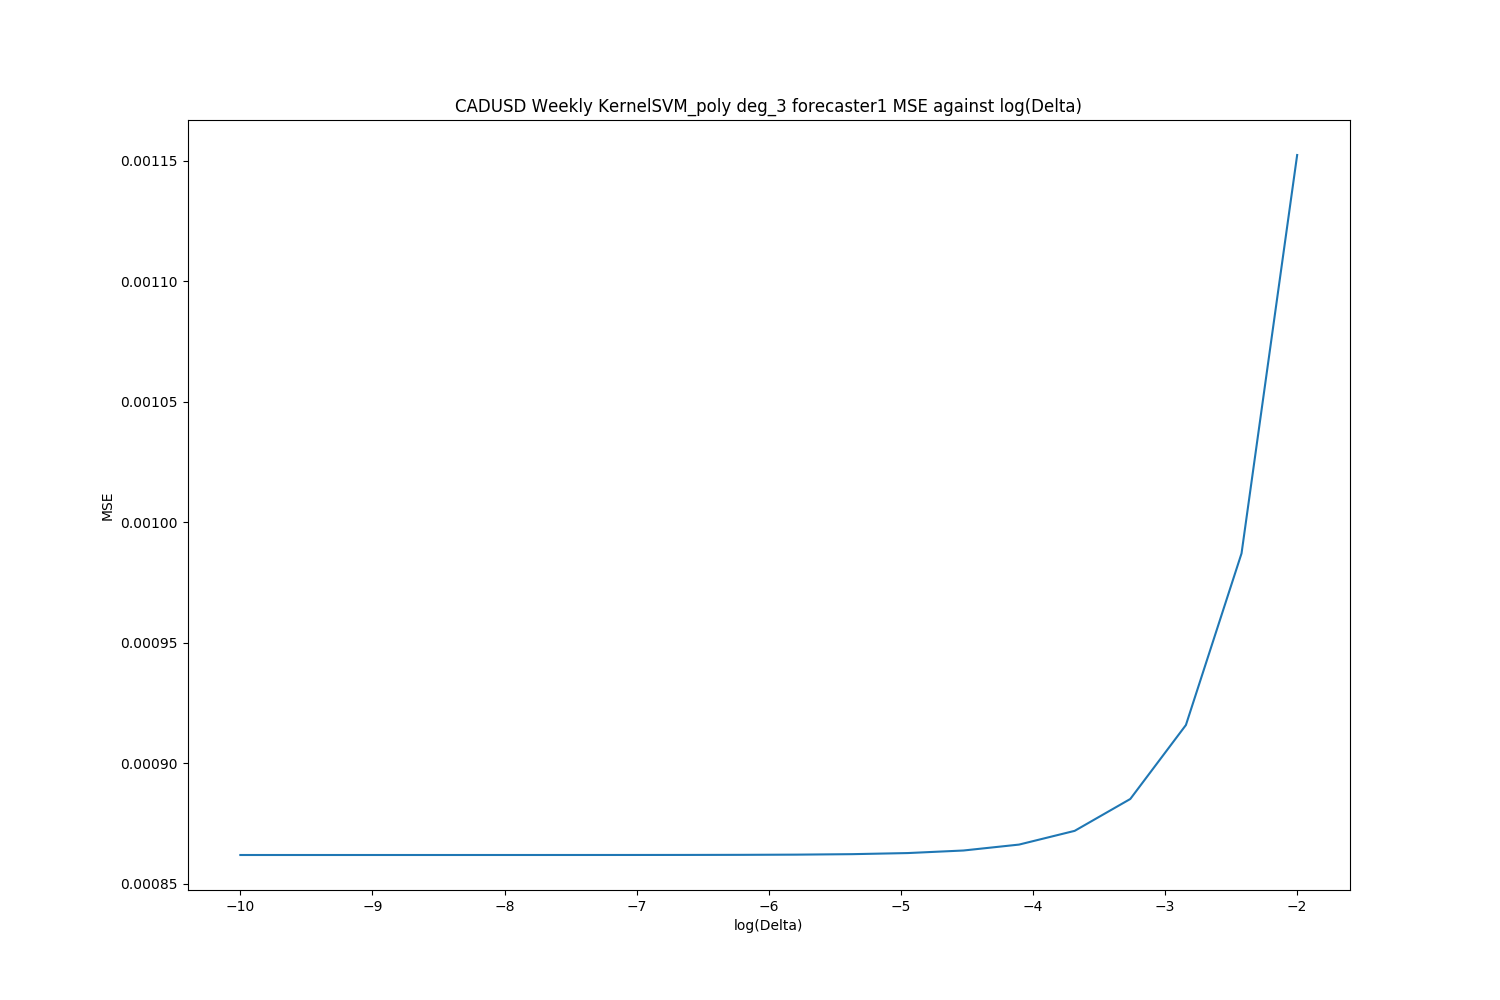 CADUSD Weekly KernelSVM_poly deg_3 forecaster1 MSE against log(Delta)
0.00115
0.00110
0.00105
0.00100
0.00095
0.00090
0.00085
MSE
−10 −9 −8 −7 −6 −5 −4 −3 −2
log(Delta)